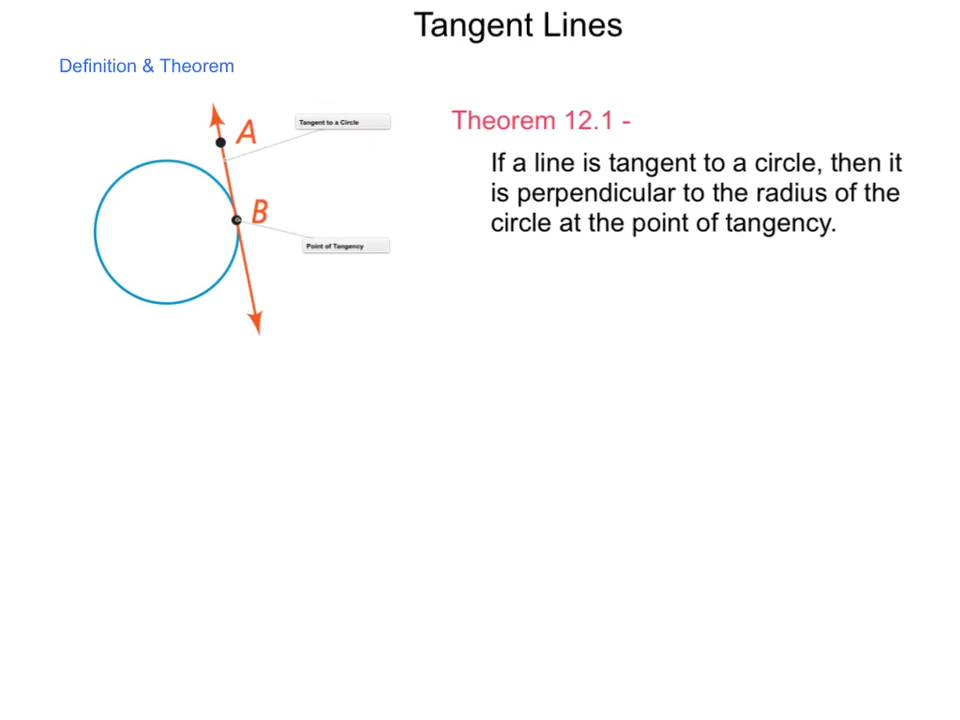 Tangent Lines
Definition & Theorem
Tangent to a Circle
A
B
Point of Tangency
Theorem 12.1 -
If a line is tangent to a circle, then it
is perpendicular to the radius of the
circle at the point of tangency.